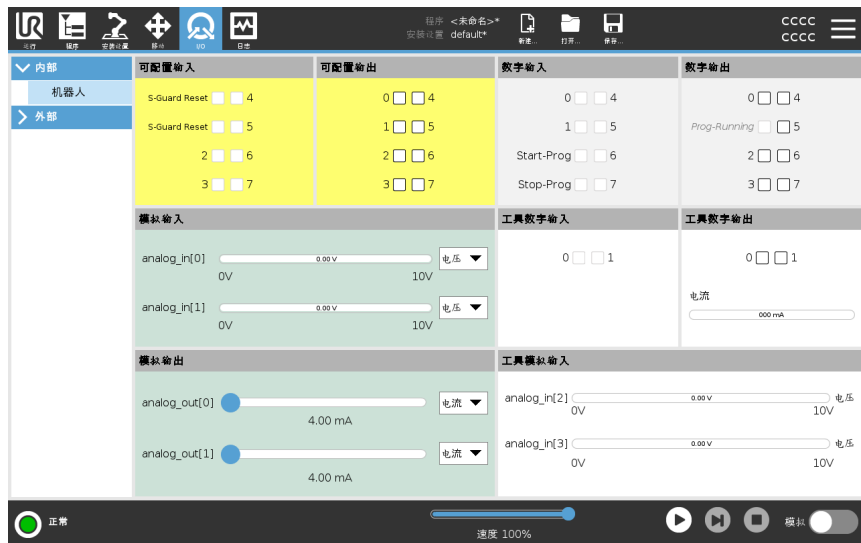 UR
程序 <未命名>*
安装设置 default*
CCCC
CCCC
运行 程序 安装设置 移动 I/O 日志 新建... 打开... 保存...
内部
机器人
外部
可配置输入
S-Guard Reset 4
S-Guard Reset 5
2 6
3 7
可配置输出
0 4
1 5
2 6
3 7
数字输入
0 4
1 5
Start-Prog 6
Stop-Prog 7
数字输出
0 4
Prog-Running 5
2 6
3 7
模拟输入
analog_in[0] 0.00 V 电压
0V 10V
analog_in[1] 0.00 V 电压
0V 10V
工具数字输入
0 1
工具数字输出
0 1
电流
000 mA
模拟输出
analog_out[0] 电流
4.00 mA
analog_out[1] 电流
4.00 mA
工具模拟输入
analog_in[2] 0.00 V 电压
0V 10V
analog_in[3] 0.00 V 电压
0V 10V
正常
速度 100%
模拟